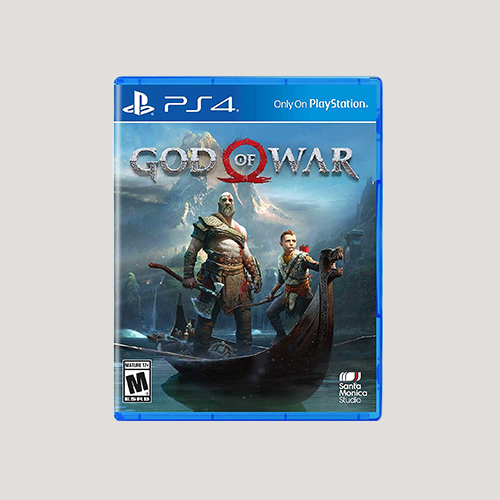 PS4 Only On PlayStation.
GOD OF WAR
MATURE 17+
M
ESRB
Santa
Monica
Studio